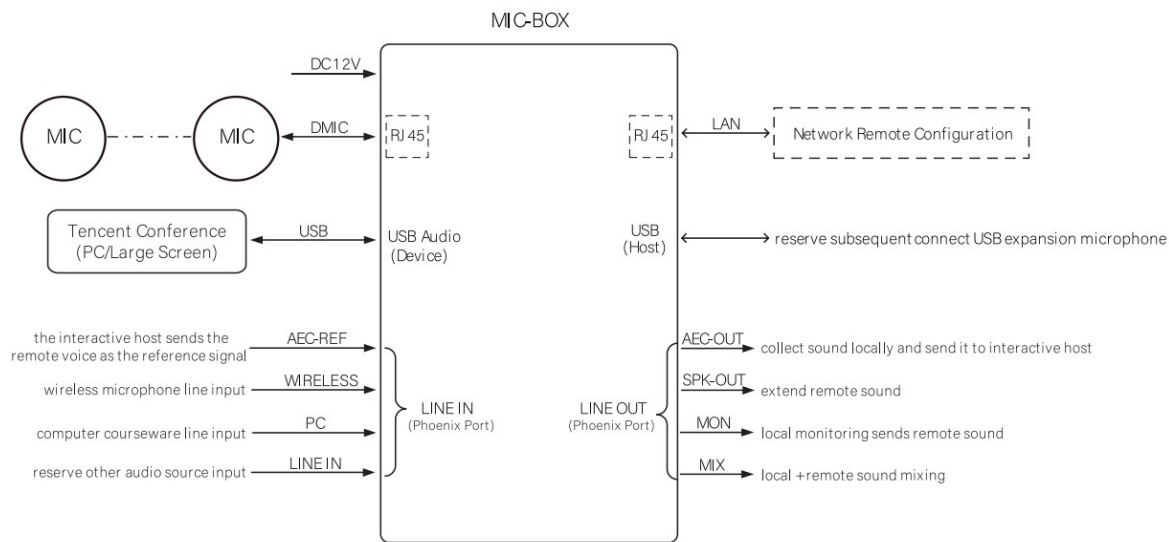 MIC-BOX
DC12V
MIC
MIC
DMIC
RJ45
RJ45
LAN
Network Remote Configuration
Tencent Conference
(PC/Large Screen)
USB
USB Audio
(Device)
USB
(Host)
reserve subsequent connect USB expansion microphone
the interactive host sends the
remote voice as the reference signal
AEC-REF
wireless microphone line input
WIRELESS
computer courseware line input
PC
reserve other audio source input
LINE IN
LINE IN
(Phoenix Port)
LINE OUT
(Phoenix Port)
AEC-OUT
collect sound locally and send it to interactive host
SPK-OUT
extend remote sound
MON
local monitoring sends remote sound
MIX
local +remote sound mixing